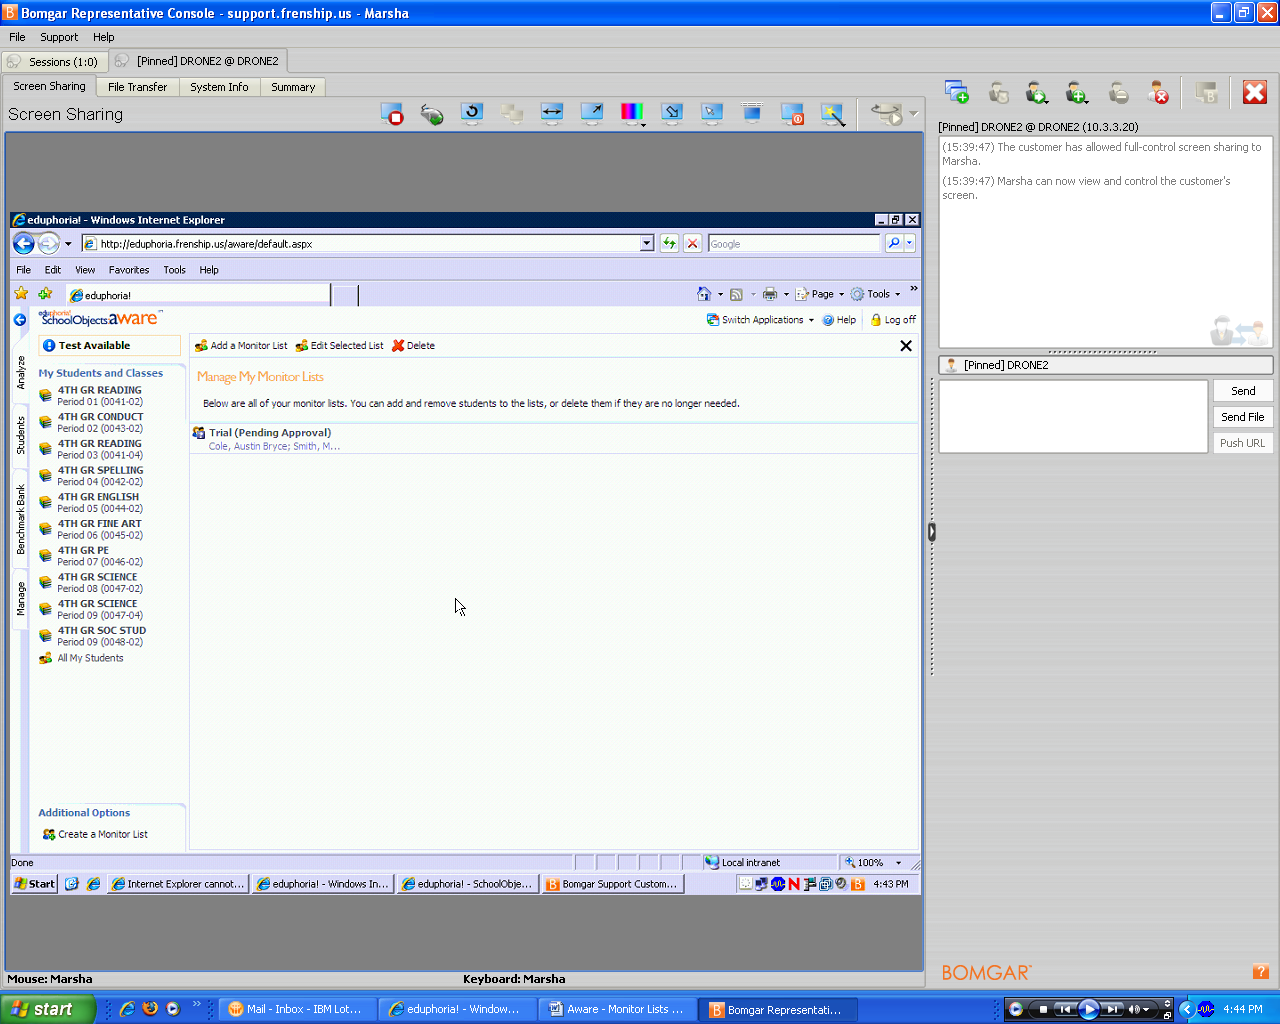 Bomgar Representative Console - support.frenship.us - Marsha
File Support Help
Sessions (1:0) [Pinned] DRONE2 @ DRONE2
Screen Sharing File Transfer System Info Summary
Screen Sharing
[Pinned] DRONE2 @ DRONE2 (10.3.3.20)
(15:39:47) The customer has allowed full-control screen sharing to
Marsha.
(15:39:47) Marsha can now view and control the customer's
screen.
[Pinned] DRONE2
Send
Send File
Push URL
eduphoria! - Windows Internet Explorer
http://eduphoria.frenship.us/aware/default.aspx
Google
File Edit View Favorites Tools Help
eduphoria!
Page Tools
eduphoria!
SchoolObjects:aware
Switch Applications Help Log off
Analyze
Students
Benchmark Bank
Manage
Test Available
My Students and Classes
4TH GR READING
Period 01 (0041-02)
4TH GR CONDUCT
Period 02 (0043-02)
4TH GR READING
Period 03 (0041-04)
4TH GR SPELLING
Period 04 (0042-02)
4TH GR ENGLISH
Period 05 (0044-02)
4TH GR FINE ART
Period 06 (0045-02)
4TH GR PE
Period 07 (0046-02)
4TH GR SCIENCE
Period 08 (0047-02)
4TH GR SCIENCE
Period 09 (0047-04)
4TH GR SOC STUD
Period 09 (0048-02)
All My Students
Additional Options
Create a Monitor List
Add a Monitor List Edit Selected List Delete
Manage My Monitor Lists
Below are all of your monitor lists. You can add and remove students to the lists, or delete them if they are no longer needed.
Trial (Pending Approval)
Cole, Austin Bryce; Smith, M...
Done Local intranet 100%
Start Internet Explorer cannot... eduphoria! - Windows In... eduphoria! - SchoolObje... Bomgar Support Custom... 4:43 PM
Mouse: Marsha Keyboard: Marsha
BOMGAR
start Mail - Inbox - IBM Lot... eduphoria! - Window... Aware - Monitor Lists ... Bomgar Representati... 4:44 PM